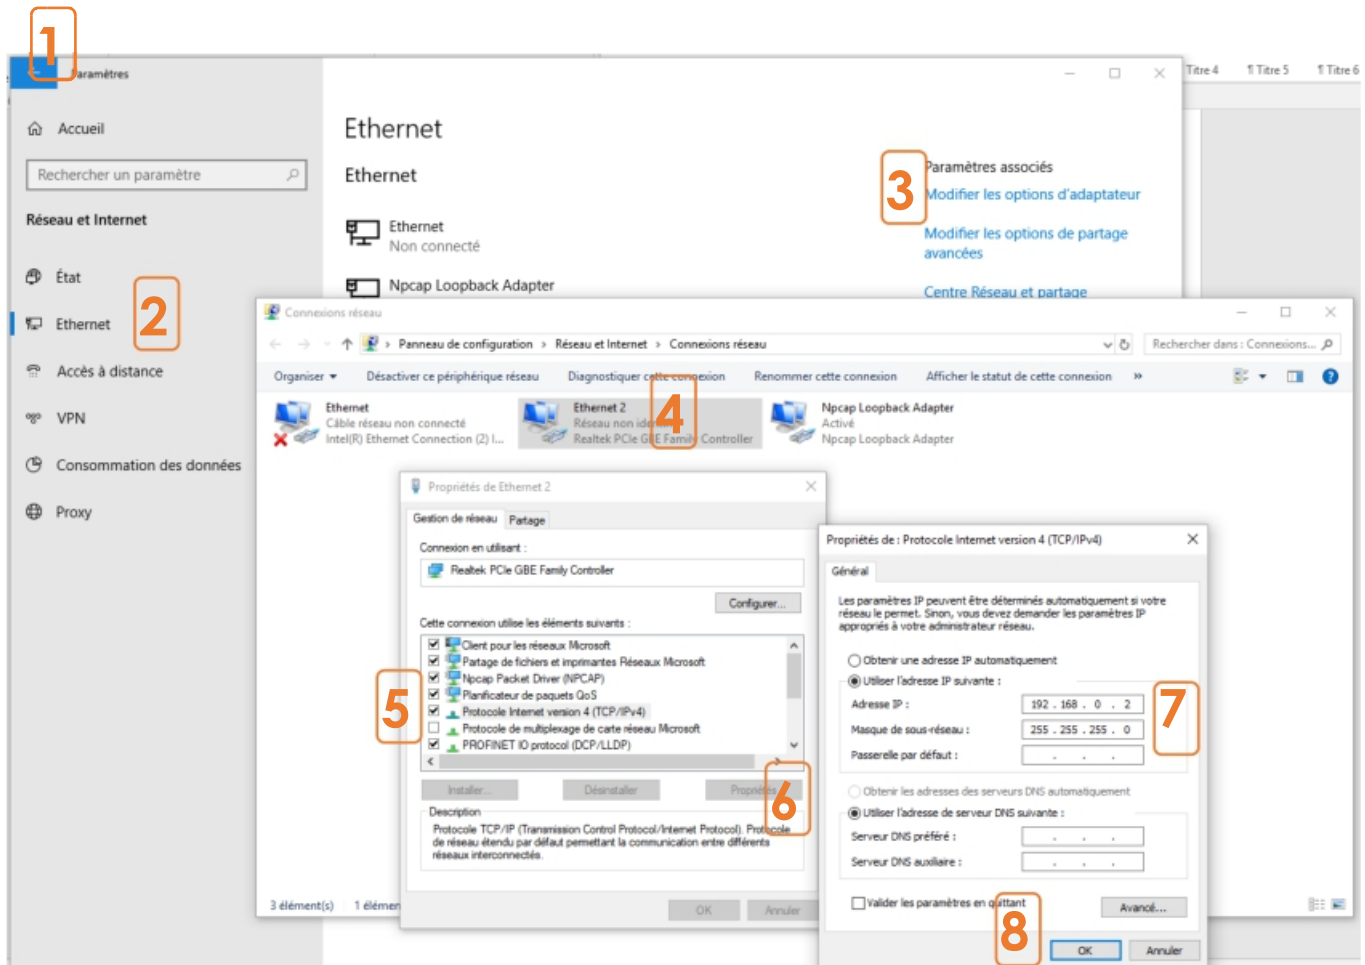 1
Paramètres
Titre 4 ¶ Titre 5 ¶ Titre 6
Accueil
Rechercher un paramètre
Réseau et Internet
État
2
Ethernet
Accès à distance
VPN
Consommation des données
Proxy
Ethernet
Ethernet
Ethernet
Non connecté
Npcap Loopback Adapter
3
Paramètres associés
Modifier les options d'adaptateur
Modifier les options de partage
avancées
Centre Réseau et partage
Connexions réseau
Panneau de configuration > Réseau et Internet > Connexions réseau
Rechercher dans : Connexions...
Organiser
Désactiver ce périphérique réseau
Diagnostiquer cette connexion
Renommer cette connexion
Afficher le statut de cette connexion
»
Ethernet
Câble réseau non connecté
Intel(R) Ethernet Connection (2) I...
4
Ethernet 2
Réseau non
Realtek PCIe GBE Family Controller
Npcap Loopback Adapter
Activé
Npcap Loopback Adapter
Propriétés de Ethernet 2
Gestion de réseau Partage
Connexion en utilisant :
Realtek PCIe GBE Family Controller
Configurer...
Cette connexion utilise les éléments suivants :
Client pour les réseaux Microsoft
Partage de fichiers et imprimantes Réseaux Microsoft
Npcap Packet Driver (NPCAP)
5
Planificateur de paquets QoS
Protocole Internet version 4 (TCP/IPv4)
Protocole de multiplexage de carte réseau Microsoft
PROFINET IO protocol (DCP/LLDP)
Installer...
Désinstaller
Propriétés
6
Description
Protocole TCP/IP (Transmission Control Protocol/Internet Protocol). Protocole
de réseau étendu par défaut permettant la communication entre différents
réseaux interconnectés.
OK
Annuler
3 élément(s) 1 élémen
Propriétés de : Protocole Internet version 4 (TCP/IPv4)
Général
Les paramètres IP peuvent être déterminés automatiquement si votre
réseau le permet. Sinon, vous devez demander les paramètres IP
appropriés à votre administrateur réseau.
Obtenir une adresse IP automatiquement
Utiliser l'adresse IP suivante :
Adresse IP : 192 . 168 . 0 . 2
7
Masque de sous-réseau : 255 . 255 . 255 . 0
Passerelle par défaut : . . .
Obtenir les adresses des serveurs DNS automatiquement
Utiliser l'adresse de serveur DNS suivante :
Serveur DNS préféré : . . .
Serveur DNS auxiliaire : . . .
Valider les paramètres en quittant
Avancé...
8
OK
Annuler